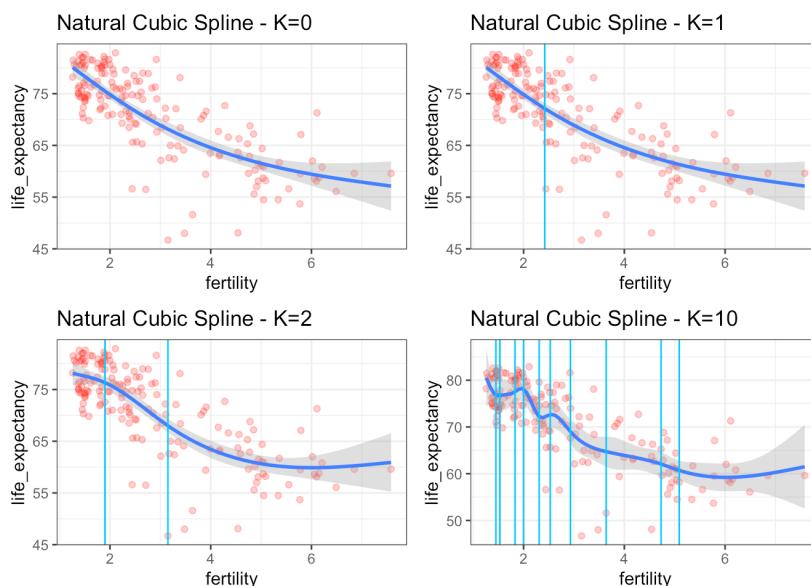 Natural Cubic Spline - K=0
life_expectancy
75
65
55
45
2
4
6
fertility
Natural Cubic Spline - K=1
life_expectancy
75
65
55
45
2
4
6
fertility
Natural Cubic Spline - K=2
life_expectancy
75
65
55
45
2
4
6
fertility
Natural Cubic Spline - K=10
life_expectancy
80
70
60
50
2
4
6
fertility